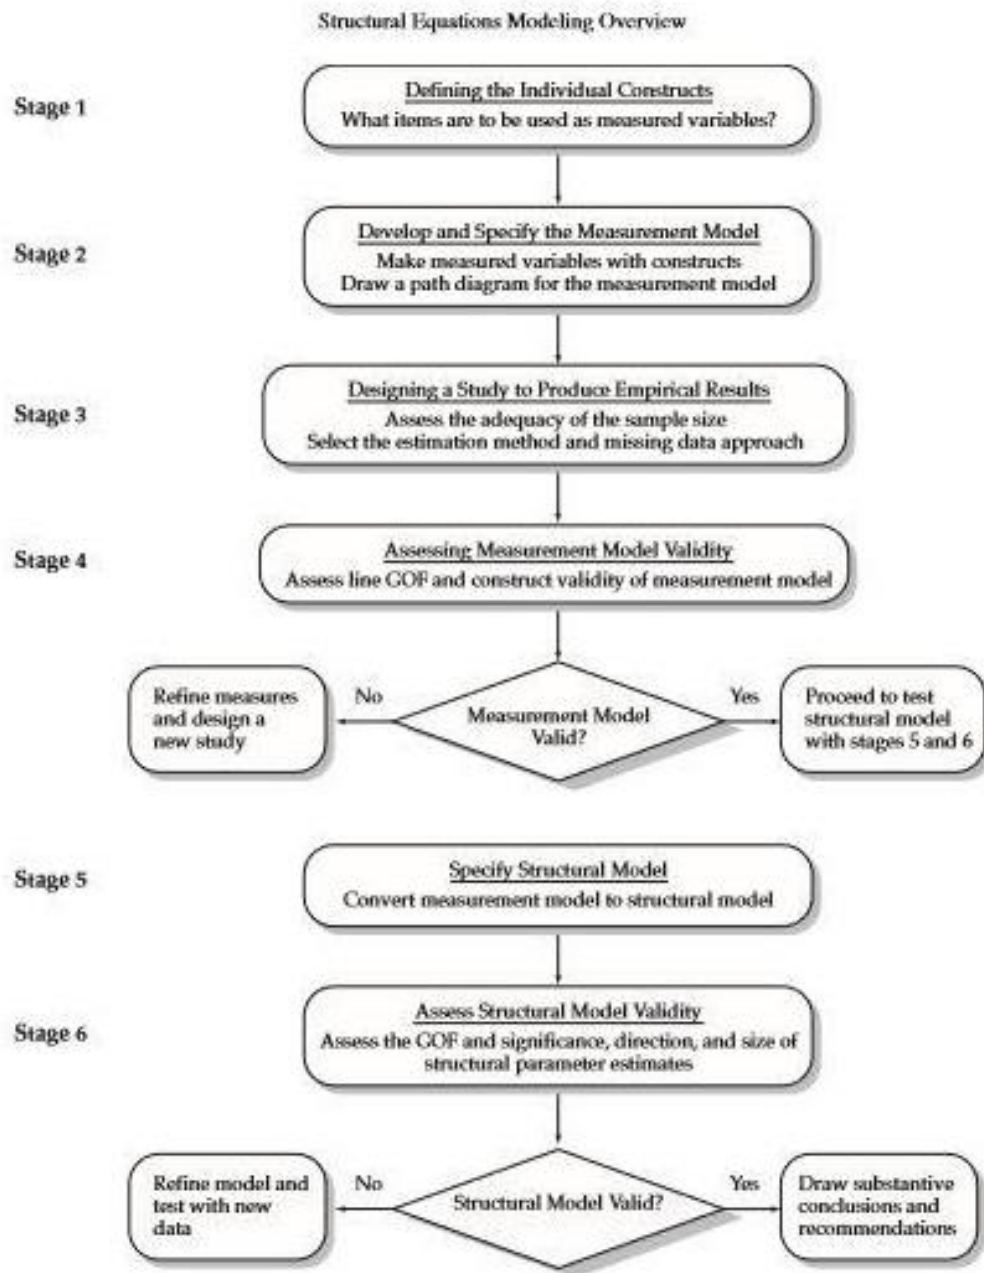 Structural Equations Modeling Overview
Stage 1
Defining the Individual Constructs
What items are to be used as measured variables?
Stage 2
Develop and Specify the Measurement Model
Make measured variables with constructs
Draw a path diagram for the measurement model
Stage 3
Designing a Study to Produce Empirical Results
Assess the adequacy of the sample size
Select the estimation method and missing data approach
Stage 4
Assessing Measurement Model Validity
Assess line GOF and construct validity of measurement model
Refine measures
and design a
new study
No
Measurement Model
Valid?
Yes
Proceed to test
structural model
with stages 5 and 6
Stage 5
Specify Structural Model
Convert measurement model to structural model
Stage 6
Assess Structural Model Validity
Assess the GOF and significance, direction, and size of
structural parameter estimates
Refine model and
test with new
data
No
Structural Model Valid?
Yes
Draw substantive
conclusions and
recommendations